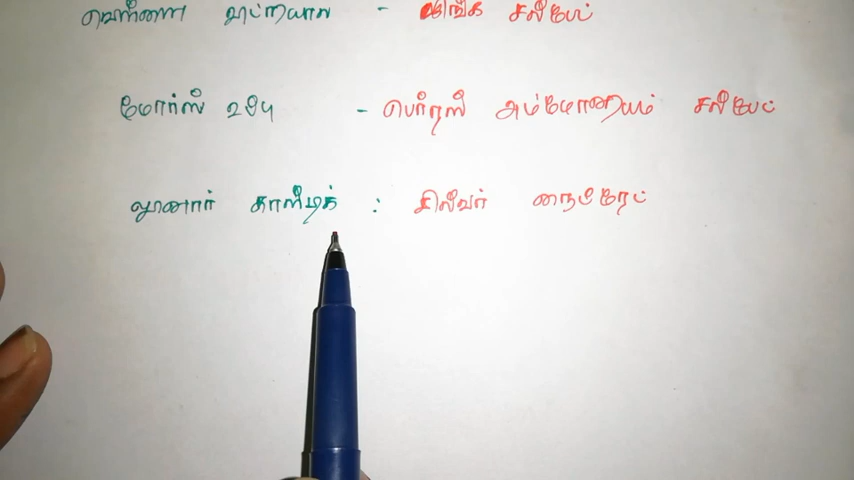 வெள்ளை விட்ரியால் - ஜிங்க் சல்பேட்
மோர்ஸ் உப்பு - பெர்ரஸ் அம்மோனியம் சல்பேட்
லூனார் காஸ்டிக் : சில்வர் நைட்ரேட்